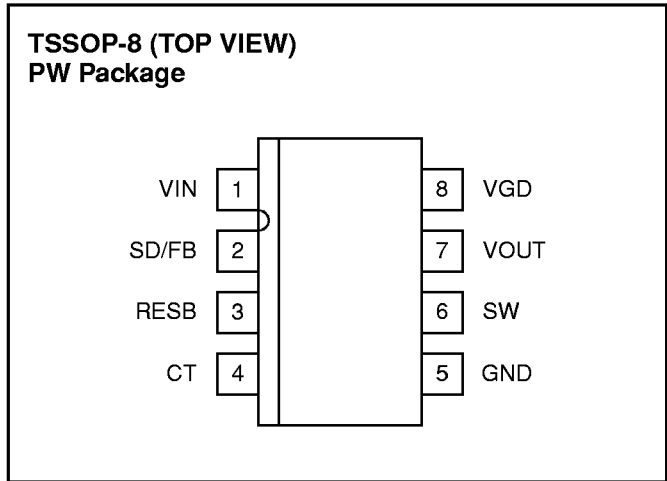 TSSOP-8 (TOP VIEW)
PW Package
VIN 1 8 VGD
SD/FB 2 7 VOUT
RESB 3 6 SW
CT 4 5 GND